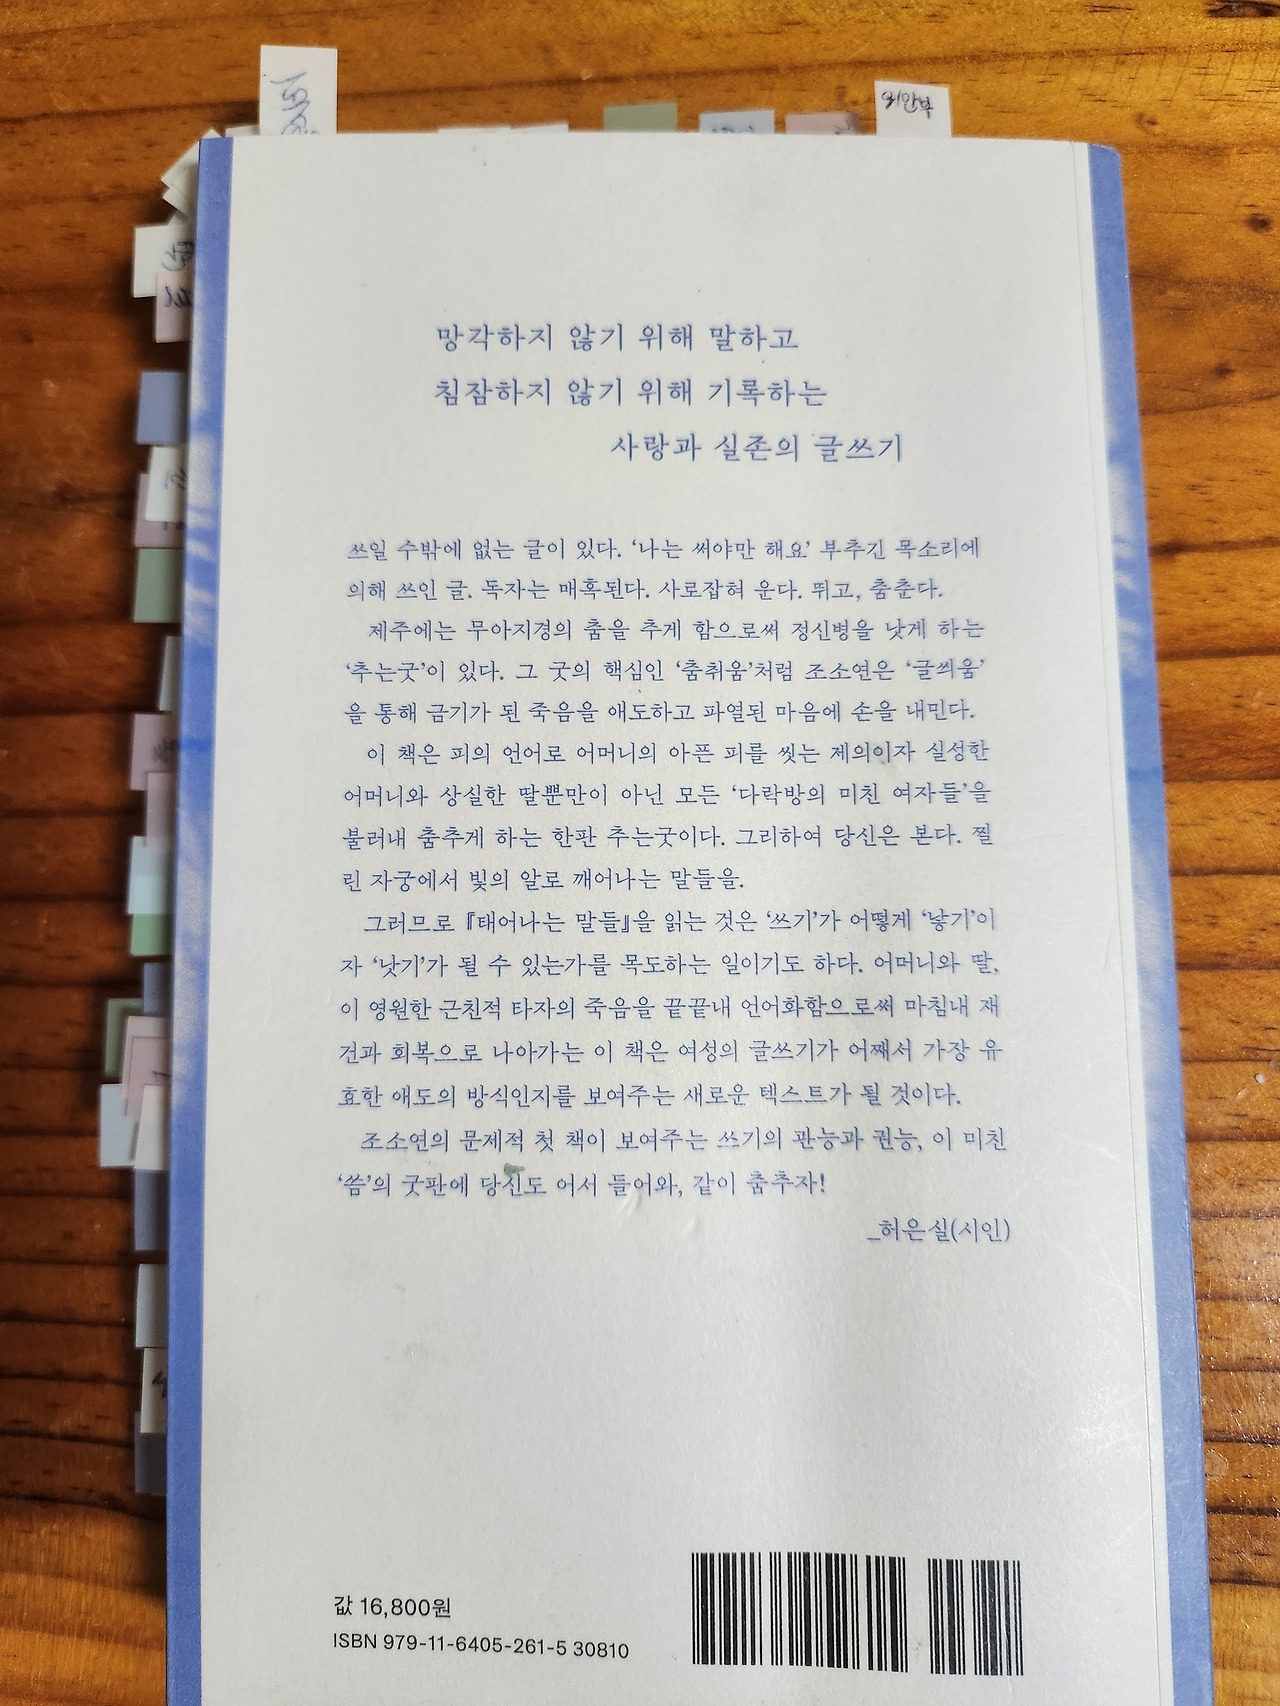 위안부
망각하지 않기 위해 말하고
침잠하지 않기 위해 기록하는
사랑과 실존의 글쓰기
쓰일 수밖에 없는 글이 있다. ‘나는 써야만 해요’ 부추긴 목소리에
의해 쓰인 글. 독자는 매혹된다. 사로잡혀 운다. 뛰고, 춤춘다.
제주에는 무아지경의 춤을 추게 함으로써 정신병을 낫게 하는
‘추는굿’이 있다. 그 굿의 핵심인 ‘춤취움’처럼 조소연은 ‘글씌움’
을 통해 금기가 된 죽음을 애도하고 파열된 마음에 손을 내민다.
이 책은 피의 언어로 어머니의 아픈 피를 씻는 제의이자 실성한
어머니와 상실한 딸뿐만이 아닌 모든 ‘다락방의 미친 여자들’을
불러내 춤추게 하는 한판 추는굿이다. 그리하여 당신은 본다. 찔
린 자궁에서 빛의 알로 깨어나는 말들을.
그러므로 『태어나는 말들』을 읽는 것은 ‘쓰기’가 어떻게 ‘낳기’이
자 ‘낫기’가 될 수 있는가를 목도하는 일이기도 하다. 어머니와 딸,
이 영원한 근친적 타자의 죽음을 끝끝내 언어화함으로써 마침내 재
건과 회복으로 나아가는 이 책은 여성의 글쓰기가 어째서 가장 유
효한 애도의 방식인지를 보여주는 새로운 텍스트가 될 것이다.
조소연의 문제적 첫 책이 보여주는 쓰기의 관능과 권능, 이 미친
‘씀’의 굿판에 당신도 어서 들어와, 같이 춤추자!
_허은실(시인)
값 16,800원
ISBN 979-11-6405-261-5 30810